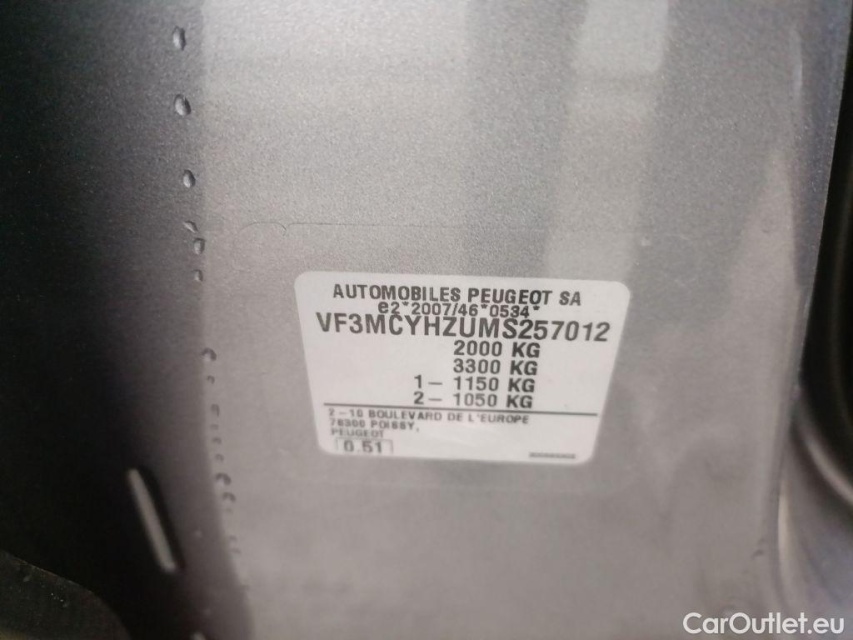 AUTOMOBILES PEUGEOT SA
e2*2007/46*0534*
VF3MCYHZUMS257012
2000 KG
3300 KG
1- 1150 KG
2- 1050 KG
2-10 BOULEVARD DE L'EUROPE
78300 POISSY,
PEUGEOT
0.51
CarOutlet.eu